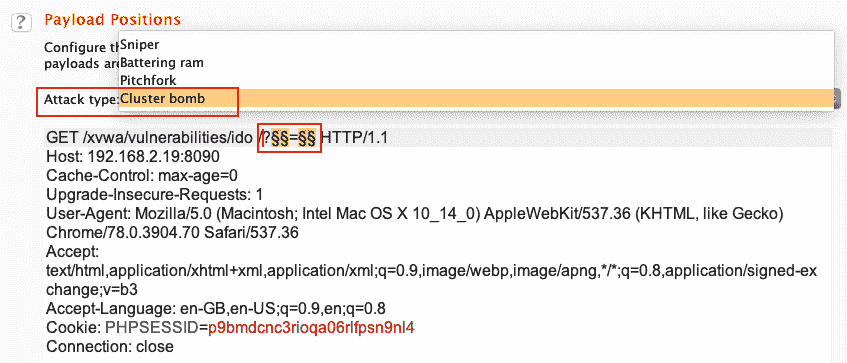 ?
Payload Positions
Configure th
Sniper
payloads are
Battering ram
Pitchfork
Attack type:
Cluster bomb
GET /xvwa/vulnerabilities/ido /?§§=§§ HTTP/1.1
Host: 192.168.2.19:8090
Cache-Control: max-age=0
Upgrade-Insecure-Requests: 1
User-Agent: Mozilla/5.0 (Macintosh; Intel Mac OS X 10_14_0) AppleWebKit/537.36 (KHTML, like Gecko)
Chrome/78.0.3904.70 Safari/537.36
Accept:
text/html,application/xhtml+xml,application/xml;q=0.9,image/webp,image/apng,*/*;q=0.8,application/signed-ex
change;v=b3
Accept-Language: en-GB,en-US;q=0.9,en;q=0.8
Cookie: PHPSESSID=p9bmdcnc3rioqa06rlfpsn9nl4
Connection: close